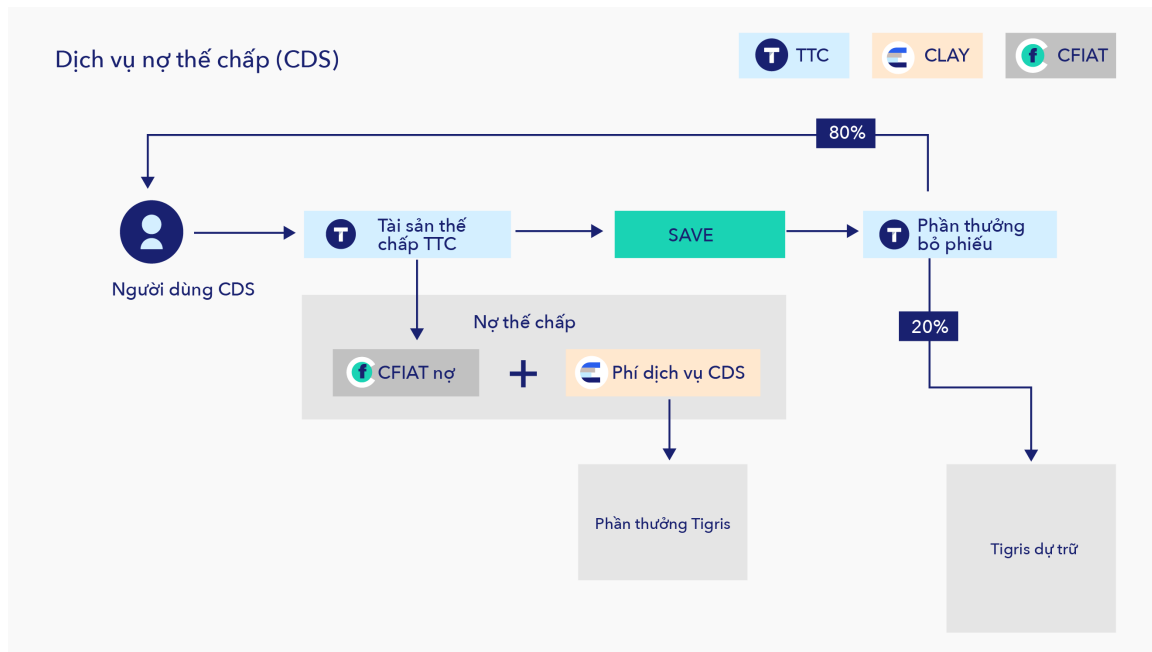 Dịch vụ nợ thế chấp (CDS)
T TTC
CLAY
f CFIAT
80%
T Tài sản thế
chấp TTC
SAVE
T Phần thưởng
bỏ phiếu
Người dùng CDS
Nợ thế chấp
20%
f CFIAT nợ
+
Phí dịch vụ CDS
Phần thưởng Tigris
Tigris dự trữ